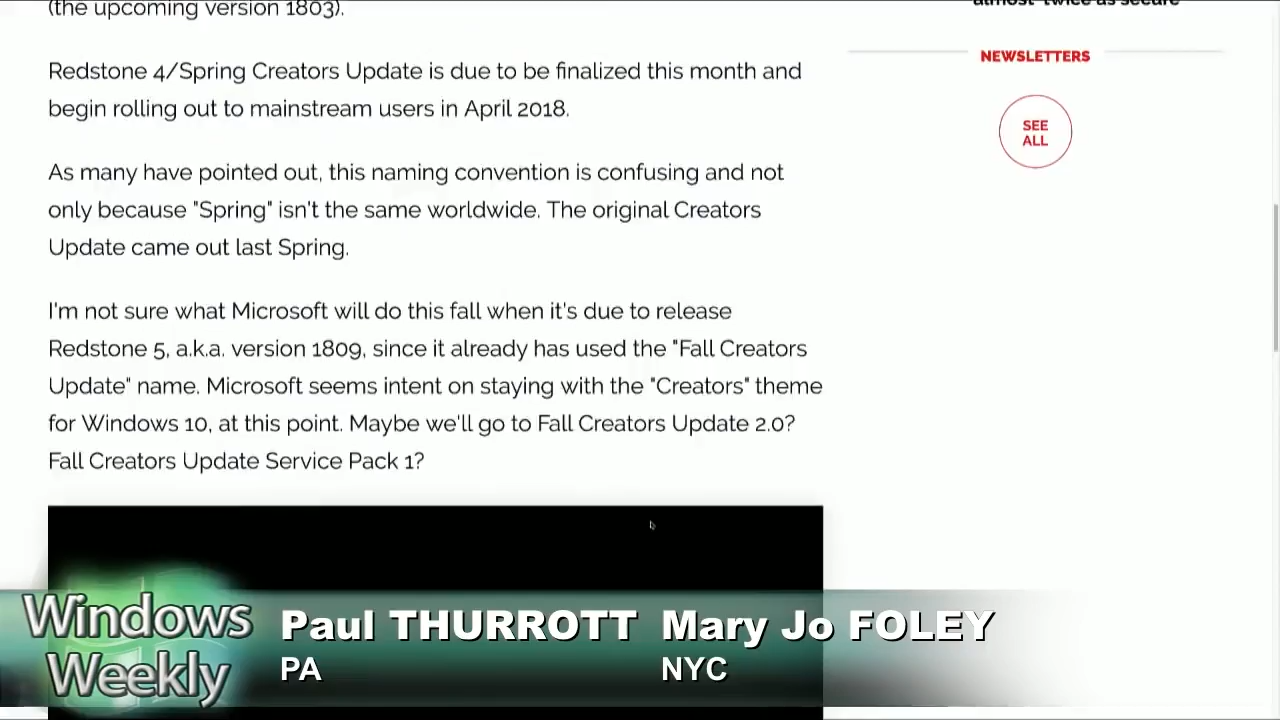 (the upcoming version 1803).
almost 'twice as secure'
NEWSLETTERS
SEE
ALL
Redstone 4/Spring Creators Update is due to be finalized this month and
begin rolling out to mainstream users in April 2018.
As many have pointed out, this naming convention is confusing and not
only because "Spring" isn't the same worldwide. The original Creators
Update came out last Spring.
I'm not sure what Microsoft will do this fall when it's due to release
Redstone 5, a.k.a. version 1809, since it already has used the "Fall Creators
Update" name. Microsoft seems intent on staying with the "Creators" theme
for Windows 10, at this point. Maybe we'll go to Fall Creators Update 2.0?
Fall Creators Update Service Pack 1?
Windows
Weekly
Paul THURROTT
PA
Mary Jo FOLEY
NYC